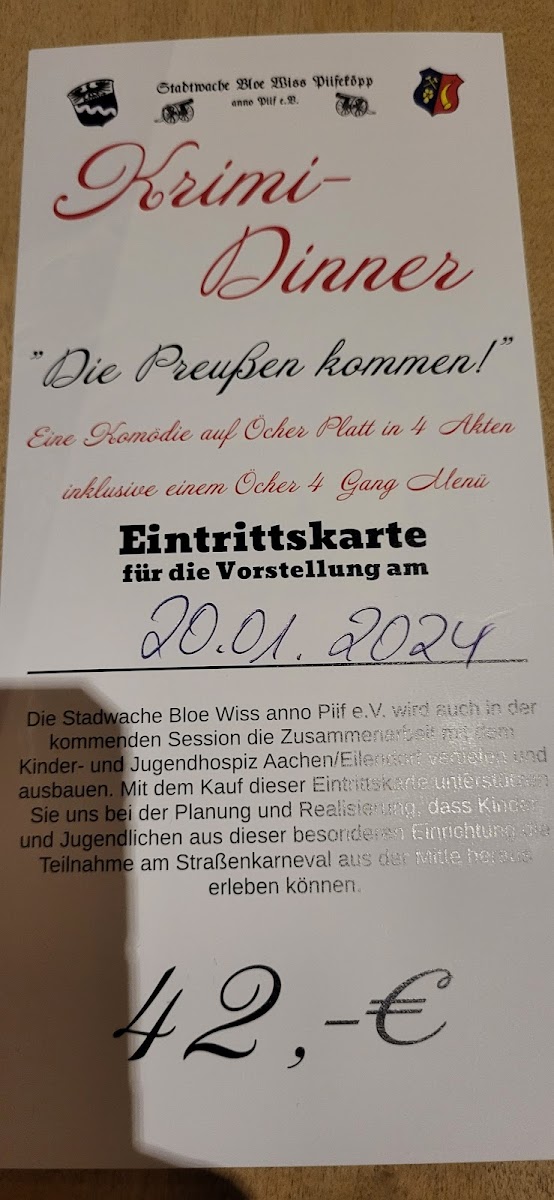 Stadtwache Bloe Wiss Piifeköpp
anno Piif e.V.
Krimi-
Dinner
"Die Preußen kommen!"
Eine Komödie auf Öcher Platt in 4 Akten
inklusive einem Öcher 4 Gang Menü
Eintrittskarte
für die Vorstellung am
20.01.2024
Die Stadwache Bloe Wiss anno Piif e.V. wird auch in der
kommenden Session die Zusammenarbeit mit dem
Kinder- und Jugendhospiz Aachen/Eilendorf vertiefen und
ausbauen. Mit dem Kauf dieser Eintrittskarte unterstützen
Sie uns bei der Planung und Realisierung, dass Kinder
und Jugendlichen aus dieser besonderen Einrichtung die
Teilnahme am Straßenkarneval aus der Mitte heraus
erleben können.
42,-€